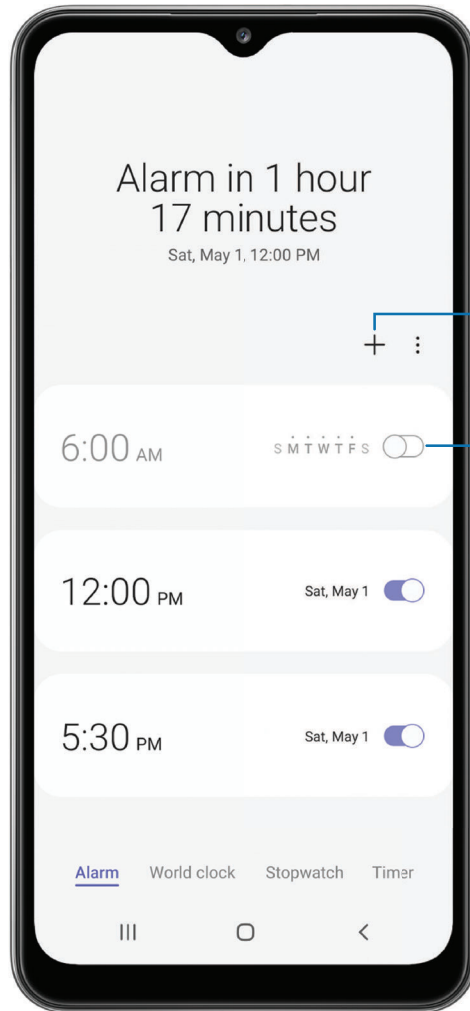 Alarm in 1 hour
17 minutes
Sat, May 1, 12:00 PM
6:00 AM S M T W T F S
12:00 PM Sat, May 1
5:30 PM Sat, May 1
Alarm World clock Stopwatch Timer